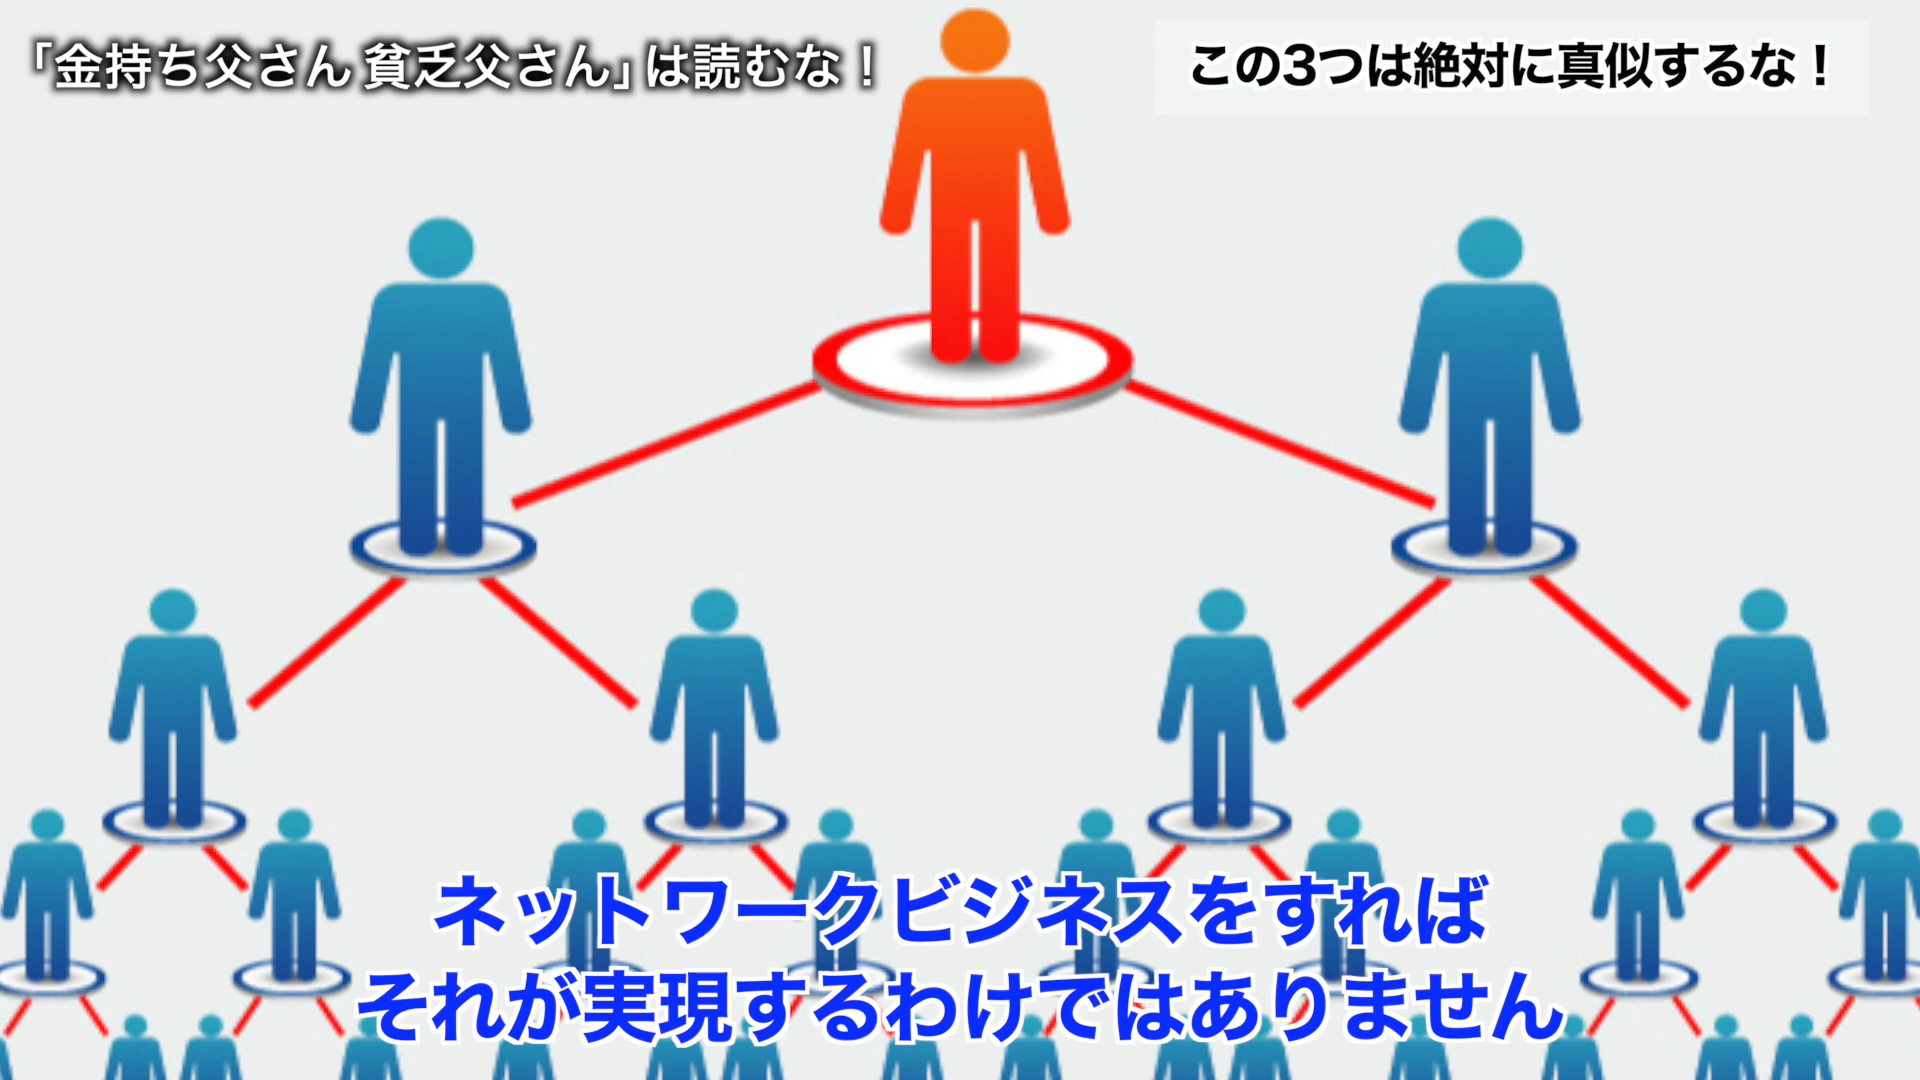 「金持ち父さん 貧乏父さん」は読むな！
この3つは絶対に真似するな！
ネットワークビジネスをすれば
それが実現するわけではありません